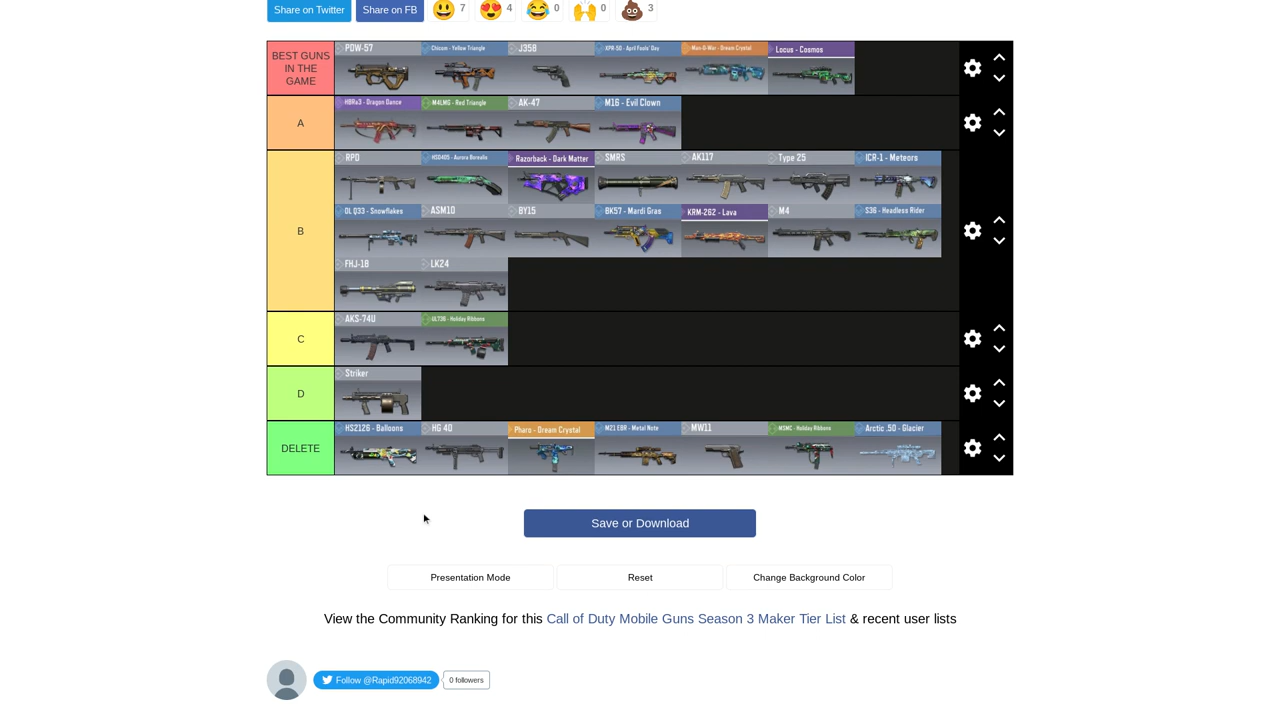 Share on Twitter
Share on FB
7
4
0
0
3
BEST GUNS
IN THE
GAME
PDW-57
Chicom - Yellow Triangle
J358
XPR-50 - April Fools' Day
Man-O-War - Dream Crystal
Locus - Cosmos
A
HBRa3 - Dragon Dance
M4LMG - Red Triangle
AK-47
M16 - Evil Clown
B
RPD
HS0405 - Aurora Borealis
Razorback - Dark Matter
SMRS
AK117
Type 25
ICR-1 - Meteors
DL Q33 - Snowflakes
ASM10
BY15
BK57 - Mardi Gras
KRM-262 - Lava
M4
S36 - Headless Rider
FHJ-18
LK24
C
AKS-74U
UL736 - Holiday Ribbons
D
Striker
DELETE
HS2126 - Balloons
HG 40
Pharo - Dream Crystal
M21 EBR - Metal Note
MW11
MSMC - Holiday Ribbons
Arctic .50 - Glacier
Save or Download
Presentation Mode
Reset
Change Background Color
View the Community Ranking for this Call of Duty Mobile Guns Season 3 Maker Tier List & recent user lists
Follow @Rapid92068942
0 followers